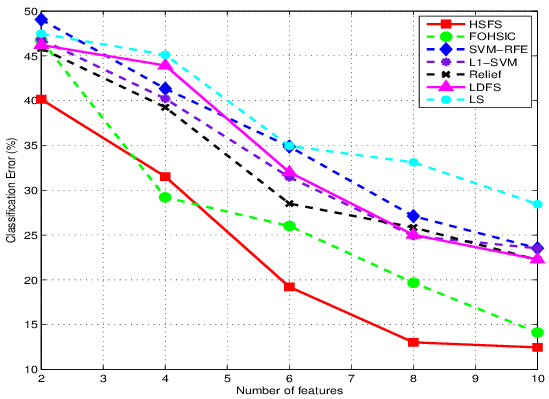 HSFS
FOHSIC
SVM-RFE
L1-SVM
Relief
LDFS
LS
50
45
40
35
30
25
20
15
10
Classification Error (%)
2 3 4 5 6 7 8 9 10
Number of features